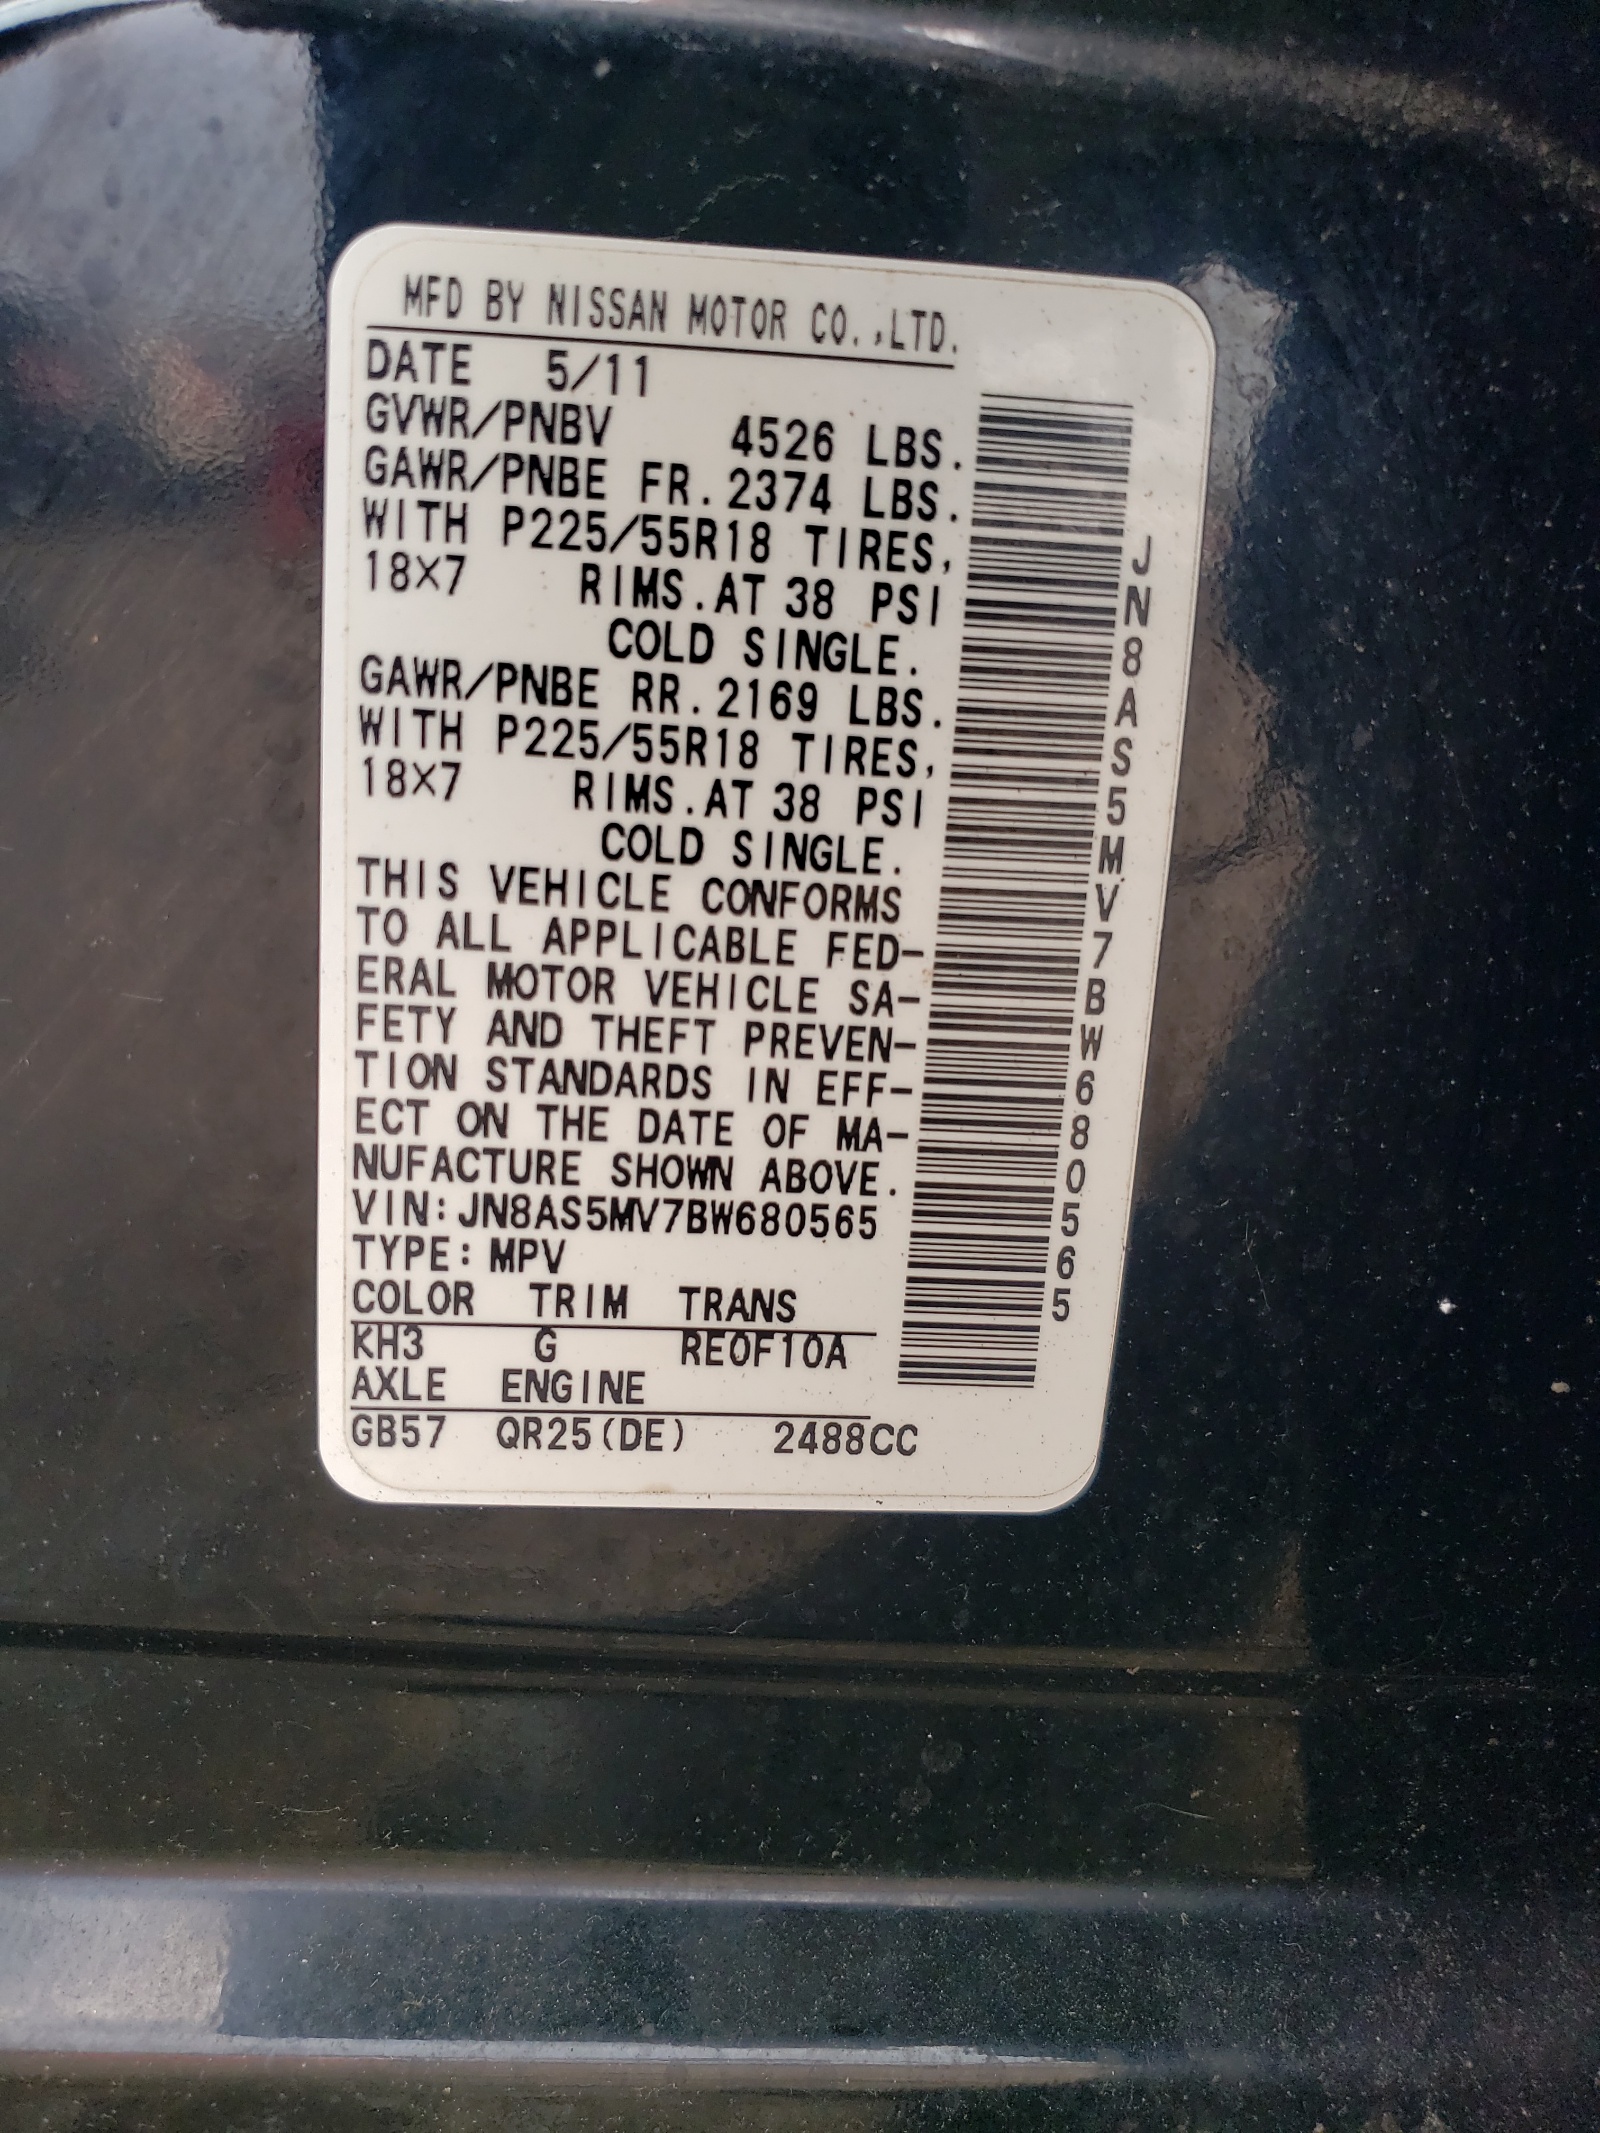 MFD BY NISSAN MOTOR CO.,LTD.
DATE 5/11
GVWR/PNBV 4526 LBS.
GAWR/PNBE FR.2374 LBS.
WITH P225/55R18 TIRES,
18X7 RIMS.AT 38 PSI
COLD SINGLE.
GAWR/PNBE RR.2169 LBS.
WITH P225/55R18 TIRES,
18X7 RIMS.AT 38 PSI
COLD SINGLE.
THIS VEHICLE CONFORMS
TO ALL APPLICABLE FED-
ERAL MOTOR VEHICLE SA-
FETY AND THEFT PREVEN-
TION STANDARDS IN EFF-
ECT ON THE DATE OF MA-
NUFACTURE SHOWN ABOVE.
VIN:JN8AS5MV7BW680565
TYPE:MPV
COLOR TRIM TRANS
KH3 G RE0F10A
AXLE ENGINE
GB57 QR25(DE) 2488CC
JN8AS5MV7BW680565